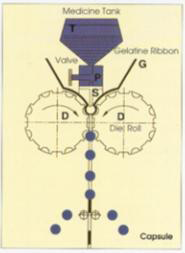 Medicine Tank
T
Gelatine Ribbon
Valve
G
P
S
D
D
Die Roll
Capsule